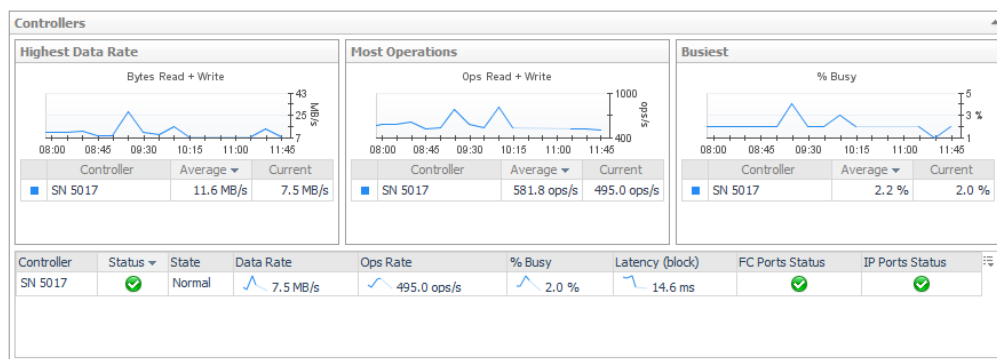 Controllers
Highest Data Rate
Bytes Read + Write
43
25
7
MB/s
08:00 08:45 09:30 10:15 11:00 11:45
Controller Average Current
SN 5017 11.6 MB/s 7.5 MB/s
Most Operations
Ops Read + Write
1000
400
ops/s
08:00 08:45 09:30 10:15 11:00 11:45
Controller Average Current
SN 5017 581.8 ops/s 495.0 ops/s
Busiest
% Busy
5
3 %
1
08:00 08:45 09:30 10:15 11:00 11:45
Controller Average Current
SN 5017 2.2 % 2.0 %
Controller Status State Data Rate Ops Rate % Busy Latency (block) FC Ports Status IP Ports Status
SN 5017 Normal 7.5 MB/s 495.0 ops/s 2.0 % 14.6 ms